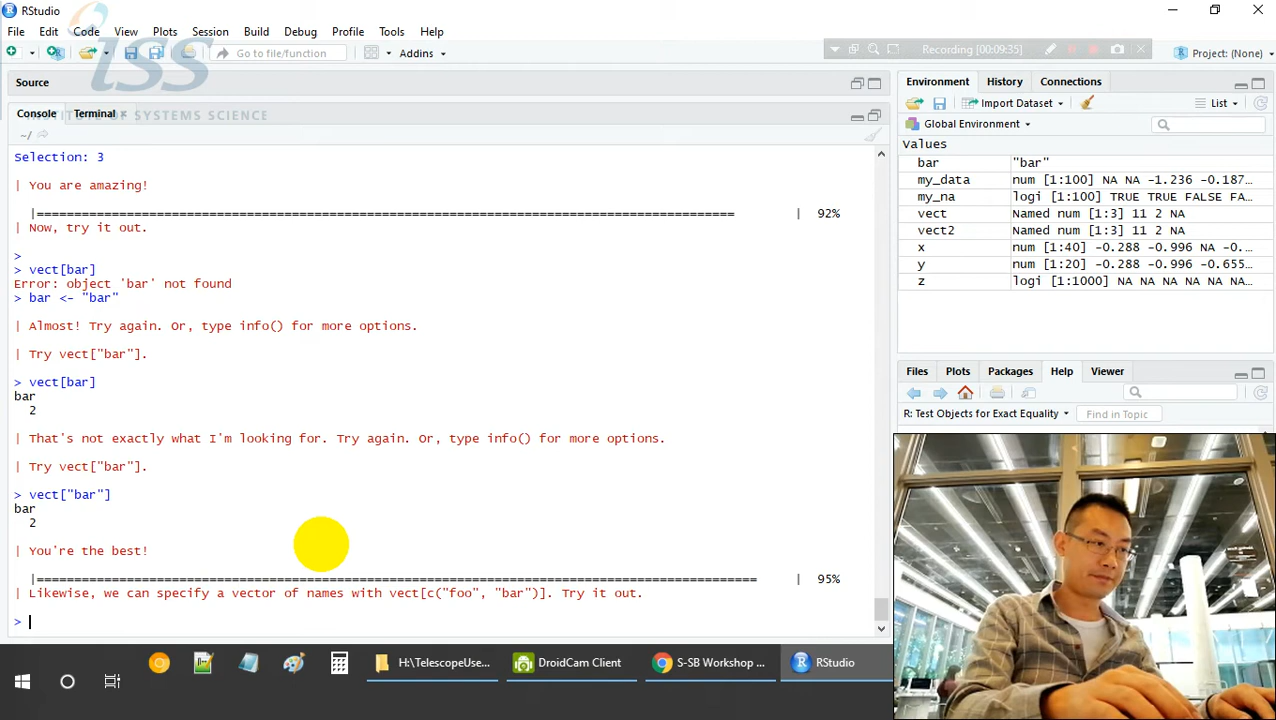 RStudio
File Edit Code View Plots Session Build Debug Profile Tools Help
Go to file/function Addins Recording [00:09:35] Project: (None)
iss
INSTITUTE OF SYSTEMS SCIENCE
Source
Console Terminal
~/
Selection: 3
| You are amazing!
|============================================================================================= | 92%
| Now, try it out.
>
> vect[bar]
Error: object 'bar' not found
> bar <- "bar"
| Almost! Try again. Or, type info() for more options.
| Try vect["bar"].
> vect[bar]
bar
2
| That's not exactly what I'm looking for. Try again. Or, type info() for more options.
| Try vect["bar"].
> vect["bar"]
bar
2
| You're the best!
|================================================================================================ | 95%
| Likewise, we can specify a vector of names with vect[c("foo", "bar")]. Try it out.
>
Environment History Connections
Import Dataset List
Global Environment
Values
bar "bar"
my_data num [1:100] NA NA -1.236 -0.187…
my_na logi [1:100] TRUE TRUE FALSE FA…
vect Named num [1:3] 11 2 NA
vect2 Named num [1:3] 11 2 NA
x num [1:40] -0.288 -0.996 NA -0.…
y num [1:20] -0.288 -0.996 -0.655…
z logi [1:1000] NA NA NA NA NA NA…
Files Plots Packages Help Viewer
R: Test Objects for Exact Equality Find in Topic
H:\TelescopeUse... DroidCam Client S-SB Workshop ... RStudio